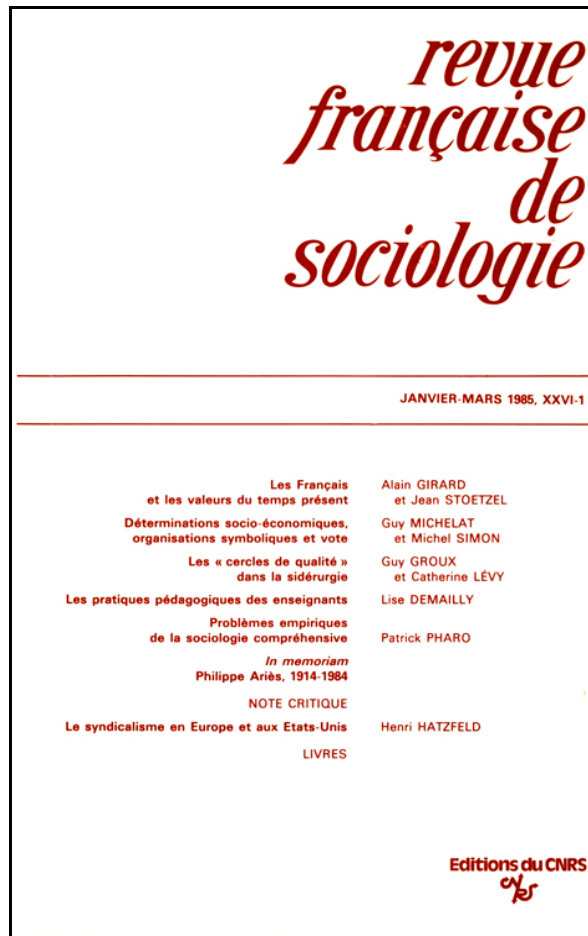 revue
française
de
sociologie
JANVIER-MARS 1985, XXVI-1
Les Français Alain GIRARD
et les valeurs du temps présent et Jean STOETZEL
Déterminations socio-économiques, Guy MICHELAT
organisations symboliques et vote et Michel SIMON
Les « cercles de qualité » Guy GROUX
dans la sidérurgie et Catherine LÉVY
Les pratiques pédagogiques des enseignants Lise DEMAILLY
Problèmes empiriques
de la sociologie compréhensive Patrick PHARO
In memoriam
Philippe Ariès, 1914-1984
NOTE CRITIQUE
Le syndicalisme en Europe et aux Etats-Unis Henri HATZFELD
LIVRES
Editions du CNRS
cnrs